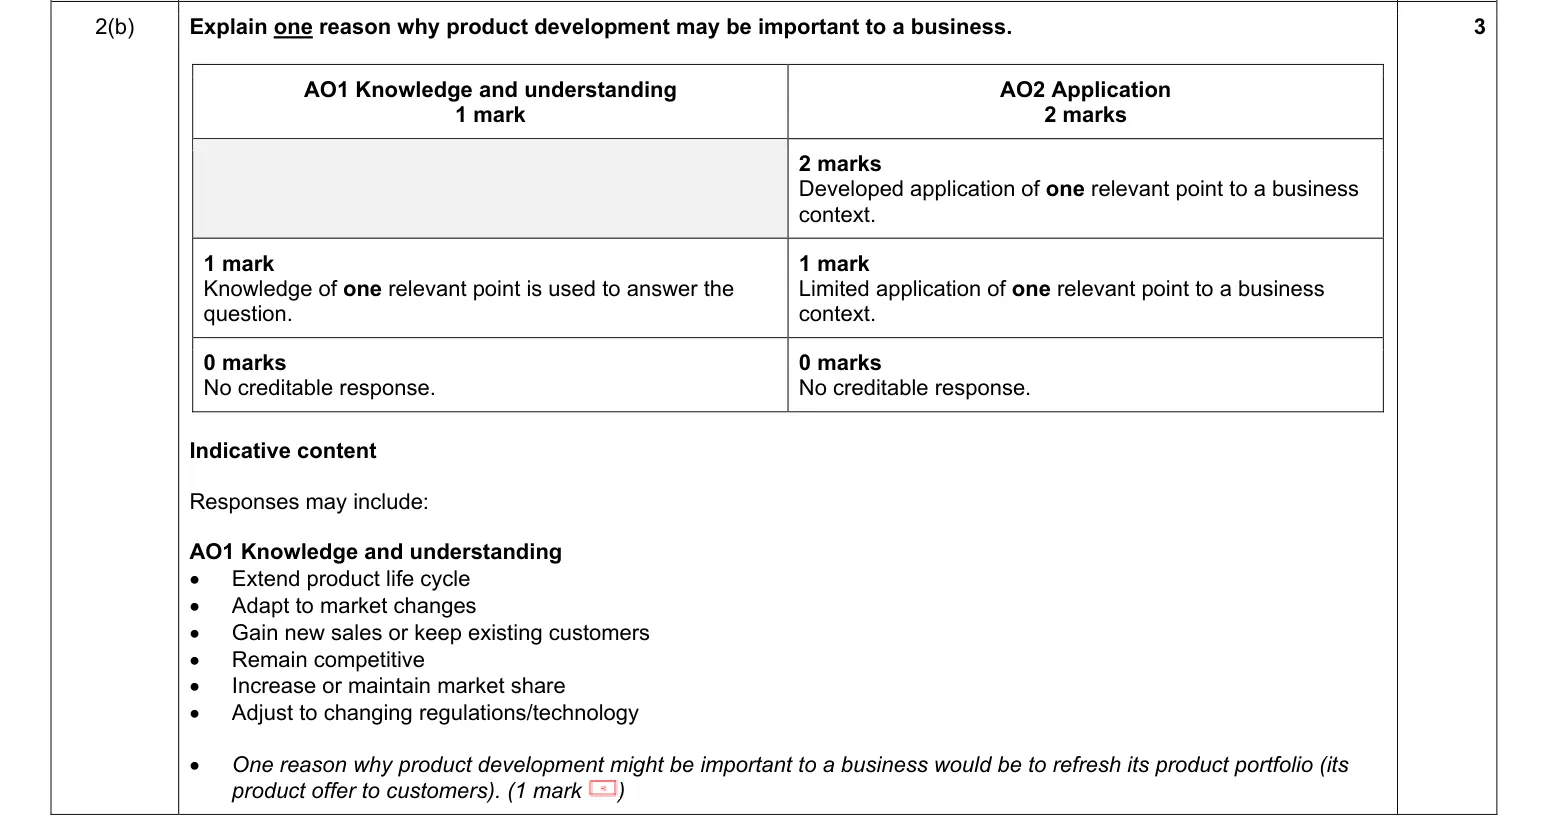 2(b)
Explain one reason why product development may be important to a business.
3
AO1 Knowledge and understanding
1 mark
AO2 Application
2 marks
2 marks
Developed application of one relevant point to a business
context.
1 mark
Knowledge of one relevant point is used to answer the
question.
1 mark
Limited application of one relevant point to a business
context.
0 marks
No creditable response.
0 marks
No creditable response.
Indicative content
Responses may include:
AO1 Knowledge and understanding
• Extend product life cycle
• Adapt to market changes
• Gain new sales or keep existing customers
• Remain competitive
• Increase or maintain market share
• Adjust to changing regulations/technology
• One reason why product development might be important to a business would be to refresh its product portfolio (its
product offer to customers). (1 mark )